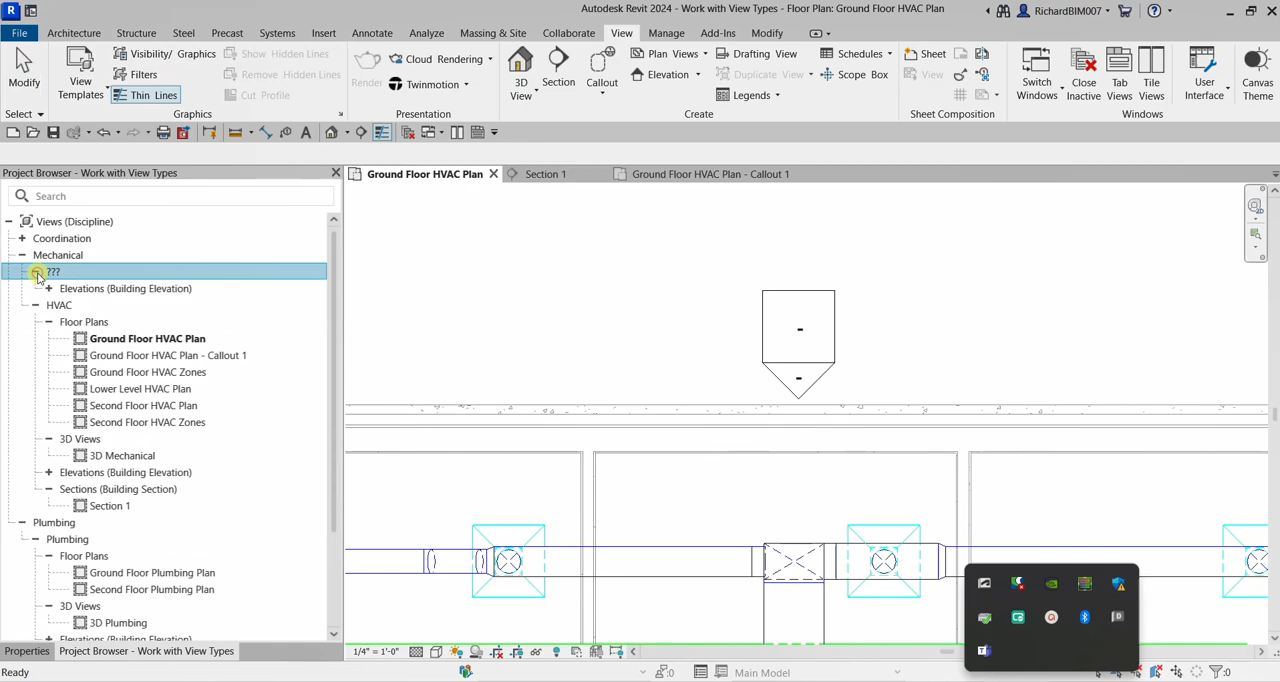 R Autodesk Revit 2024 - Work with View Types - Floor Plan: Ground Floor HVAC Plan RichardBIM007
File Architecture Structure Steel Precast Systems Insert Annotate Analyze Massing & Site Collaborate View Manage Add-Ins Modify
Modify View Templates Visibility/ Graphics Filters Thin Lines Show Hidden Lines Remove Hidden Lines Cut Profile Render Cloud Rendering Twinmotion 3D View Section Callout Plan Views Elevation Drafting View Duplicate View Legends Schedules Scope Box Sheet View Switch Windows Close Inactive Tab Views Tile Views User Interface Canvas Theme
Select Graphics Presentation Create Sheet Composition Windows
Project Browser - Work with View Types
Ground Floor HVAC Plan Section 1 Ground Floor HVAC Plan - Callout 1
Search
Views (Discipline)
Coordination
Mechanical
???
Elevations (Building Elevation)
HVAC
Floor Plans
Ground Floor HVAC Plan
Ground Floor HVAC Plan - Callout 1
Ground Floor HVAC Zones
Lower Level HVAC Plan
Second Floor HVAC Plan
Second Floor HVAC Zones
3D Views
3D Mechanical
Elevations (Building Elevation)
Sections (Building Section)
Section 1
Plumbing
Plumbing
Floor Plans
Ground Floor Plumbing Plan
Second Floor Plumbing Plan
3D Views
3D Plumbing
Elevations (Building Elevation)
Properties Project Browser - Work with View Types
1/4" = 1'-0"
Ready
:0
Main Model
:0